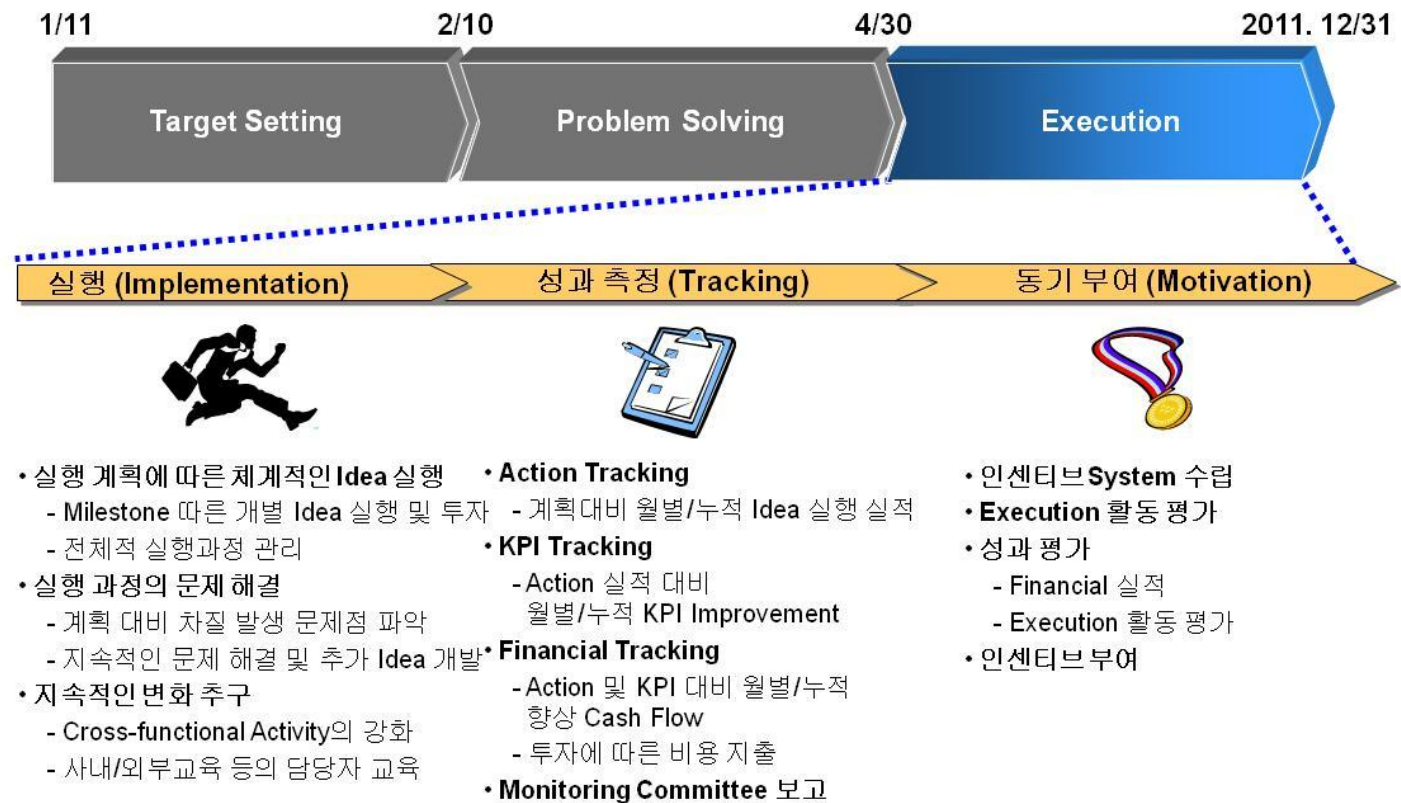 1/11
2/10
4/30
2011. 12/31
Target Setting
Problem Solving
Execution
실행 (Implementation)
성과 측정 (Tracking)
동기 부여 (Motivation)
• 실행 계획에 따른 체계적인 Idea 실행
- Milestone 따른 개별 Idea 실행 및 투자
- 전체적 실행과정 관리
• 실행 과정의 문제 해결
- 계획 대비 차질 발생 문제점 파악
- 지속적인 문제 해결 및 추가 Idea 개발
• 지속적인 변화 추구
- Cross-functional Activity의 강화
- 사내/외부교육 등의 담당자 교육
• Action Tracking
- 계획대비 월별/누적 Idea 실행 실적
• KPI Tracking
- Action 실적 대비
월별/누적 KPI Improvement
• Financial Tracking
- Action 및 KPI 대비 월별/누적
향상 Cash Flow
- 투자에 따른 비용 지출
• Monitoring Committee 보고
• 인센티브 System 수립
• Execution 활동 평가
• 성과 평가
- Financial 실적
- Execution 활동 평가
• 인센티브 부여